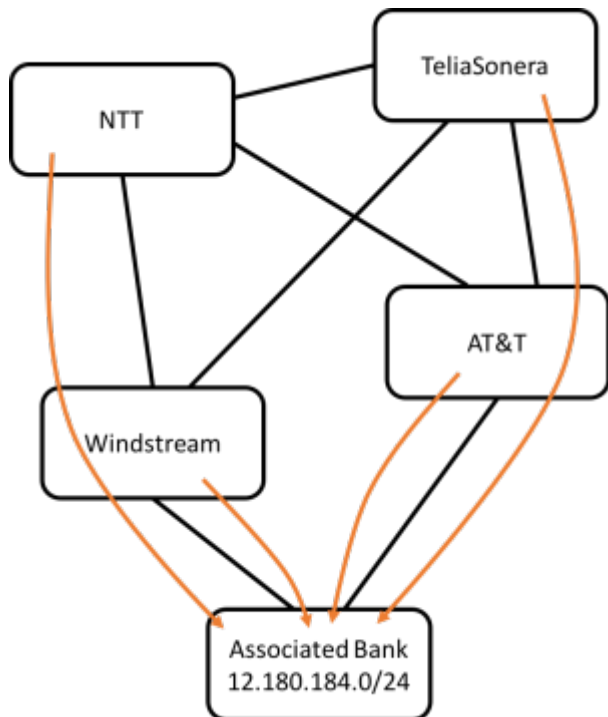 TeliaSonera
NTT
AT&T
Windstream
Associated Bank
12.180.184.0/24